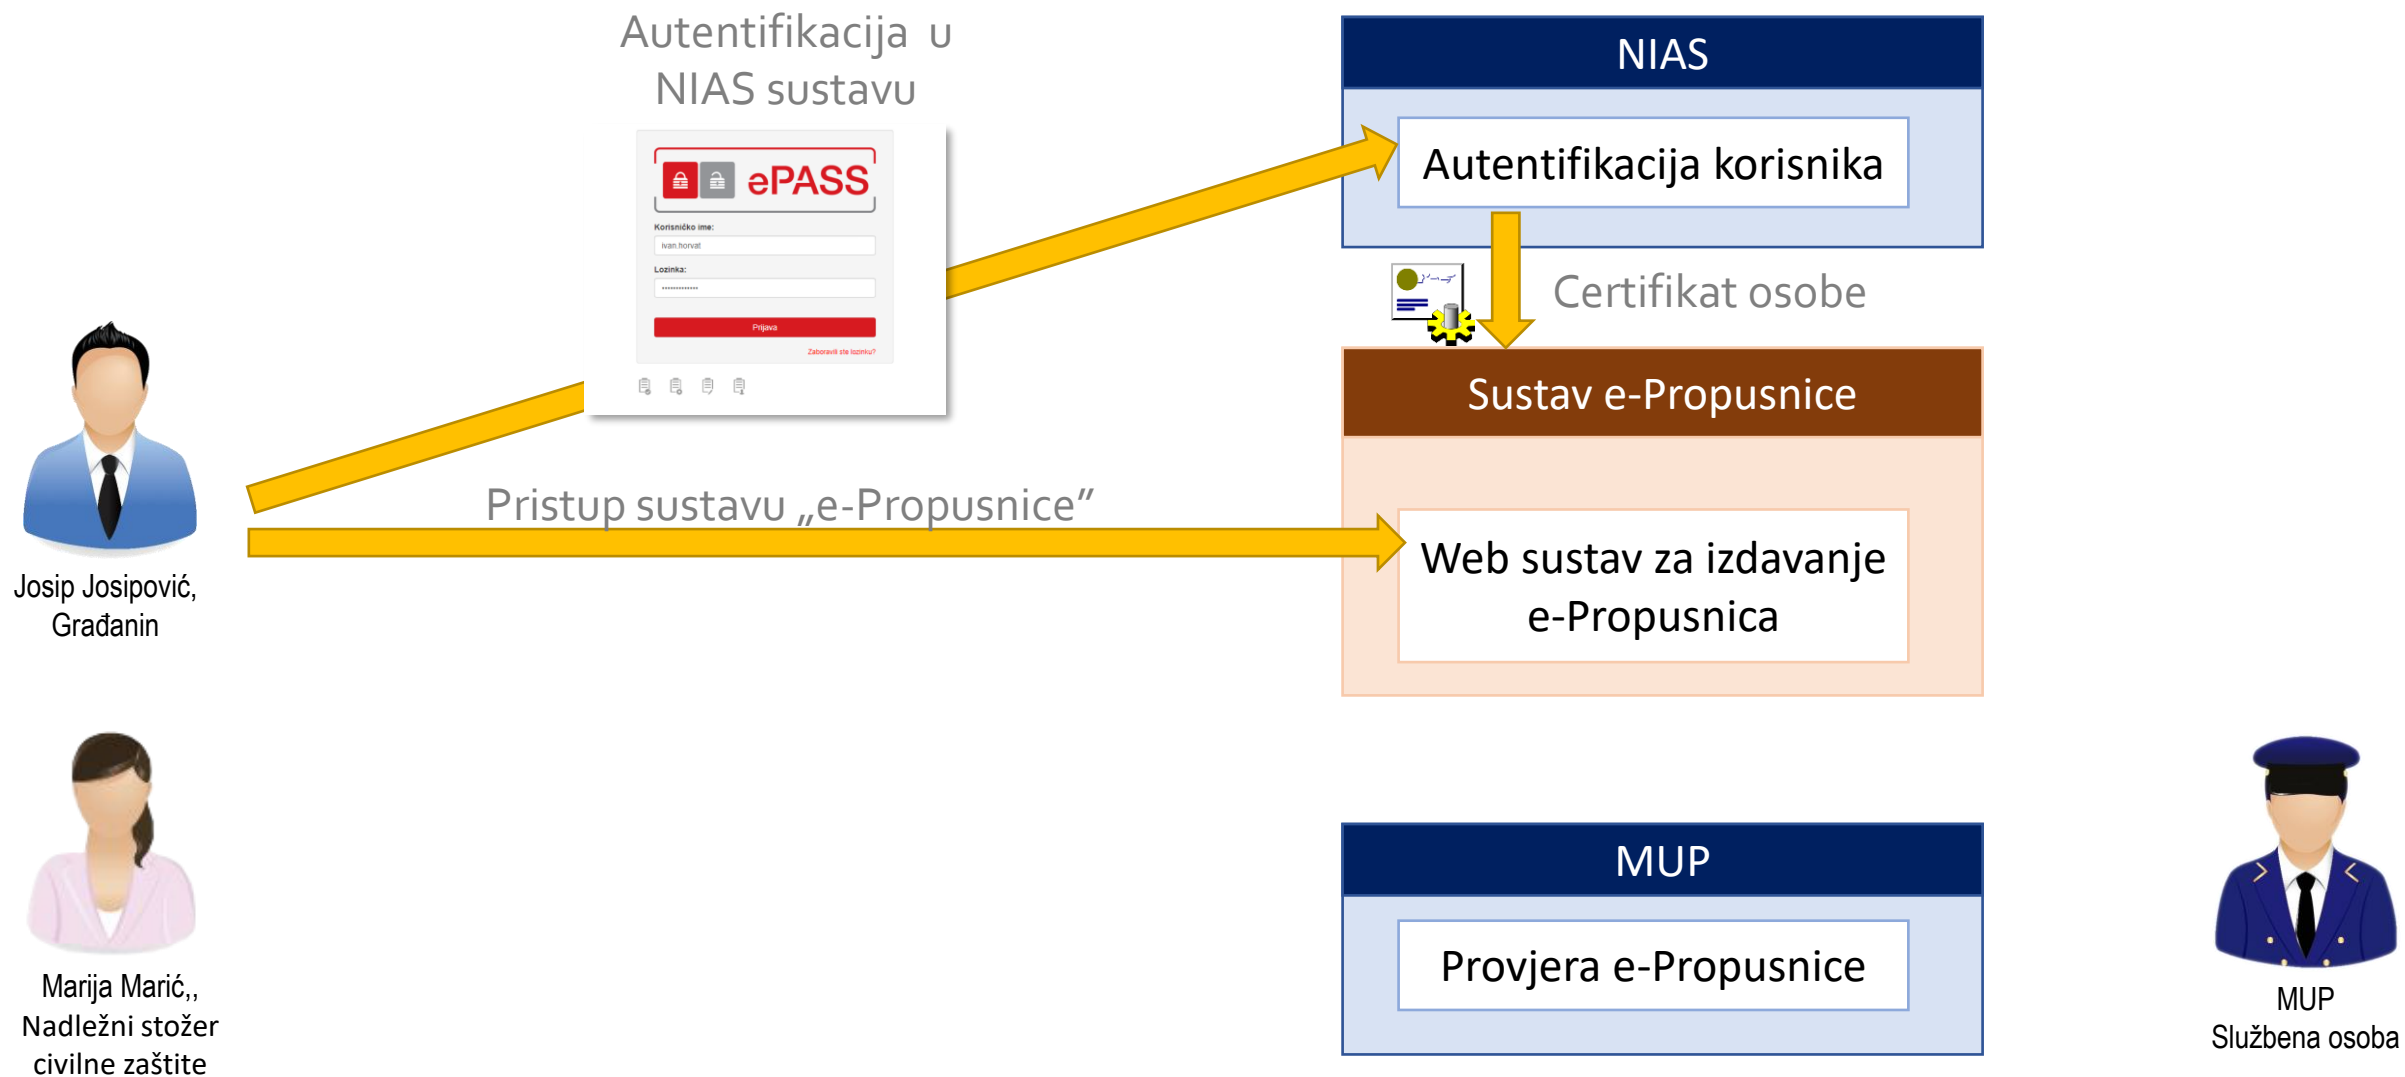 Autentifikacija u
NIAS sustavu
ePASS
Korisničko ime:
ivan.horvat
Lozinka:
•••••••••••••
Prijava
Zaboravili ste lozinku?
NIAS
Autentifikacija korisnika
Certifikat osobe
Sustav e-Propusnice
Pristup sustavu „e-Propusnice”
Web sustav za izdavanje
e-Propusnica
Josip Josipović,
Građanin
Marija Marić,,
Nadležni stožer
civilne zaštite
MUP
Provjera e-Propusnice
MUP
Službena osoba